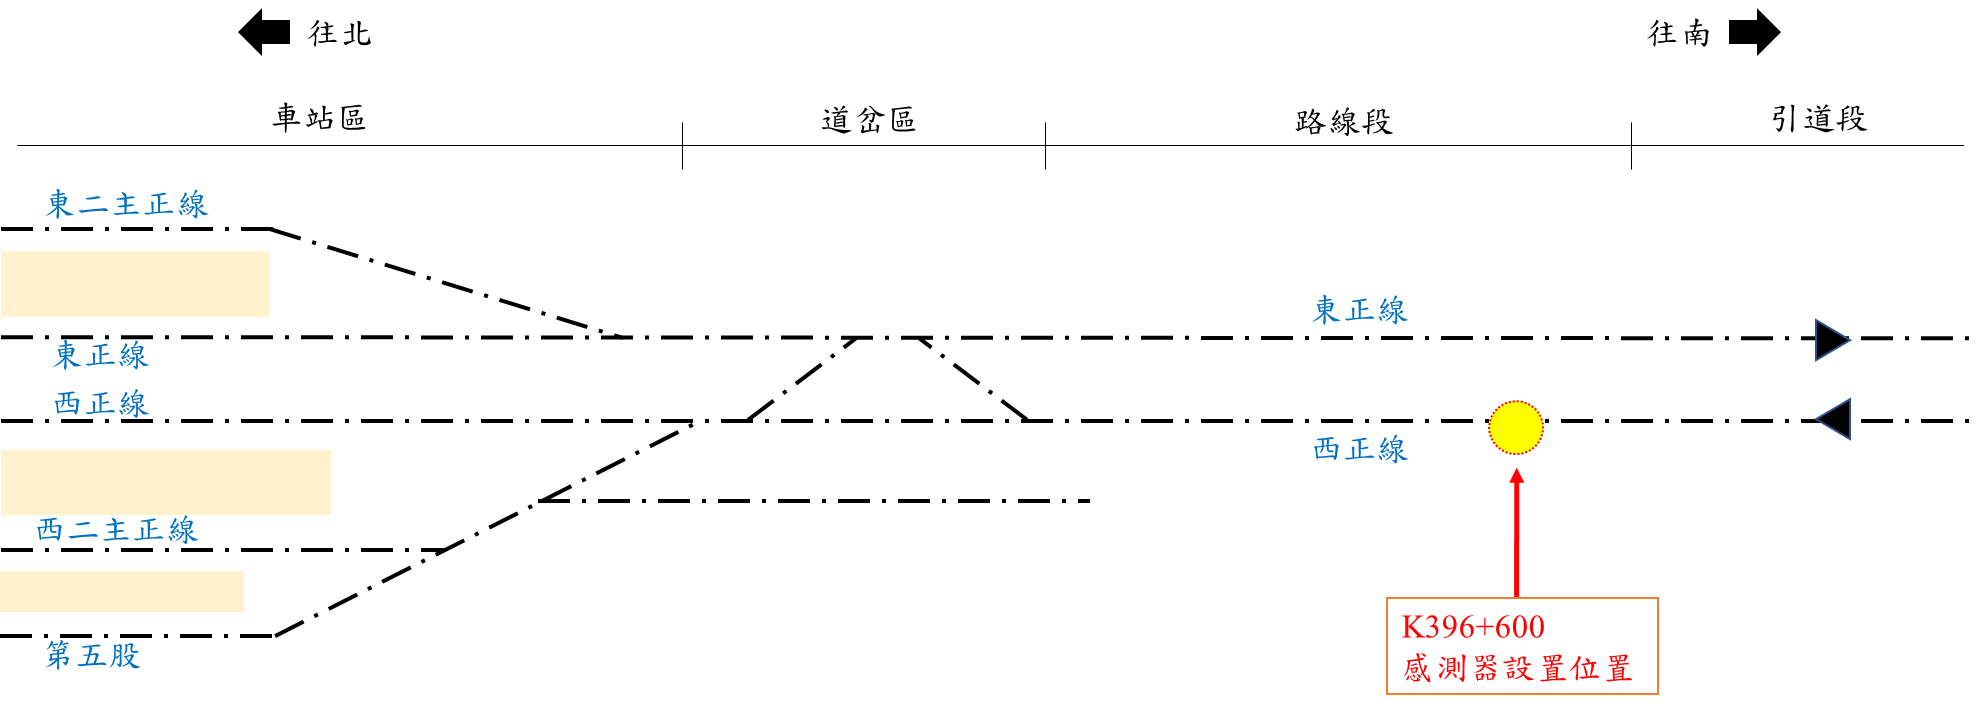 往北
往南
車站區
道岔區
路線段
引道段
東二主正線
東正線
東正線
西正線
西正線
西二主正線
第五股
K396+600
感測器設置位置